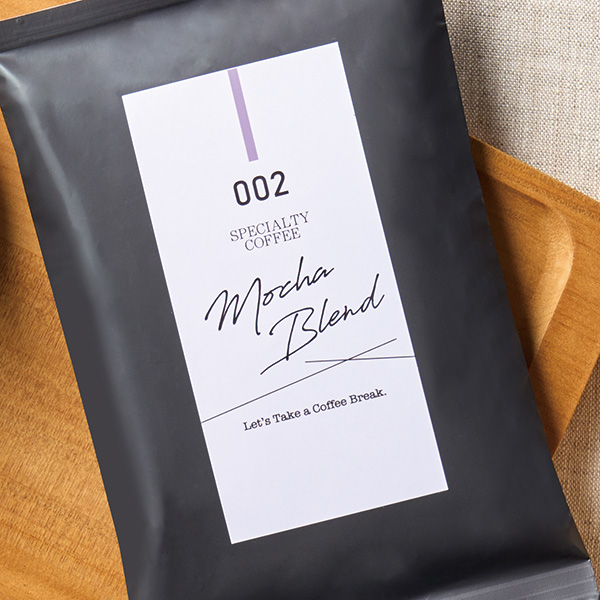 002
SPECIALTY
COFFEE
Mocha
Blend
Let's Take a Coffee Break.